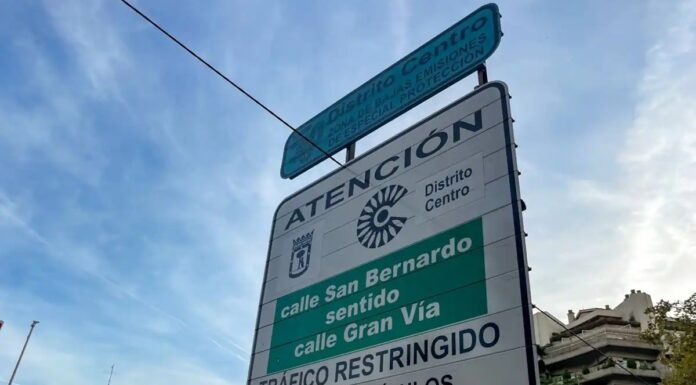 Distrito Centro
ZONA DE BAJAS EMISIONES
DE ESPECIAL PROTECCIÓN
ATENCIÓN
Distrito
Centro
calle San Bernardo
sentido
calle Gran Vía
TRÁFICO RESTRINGIDO